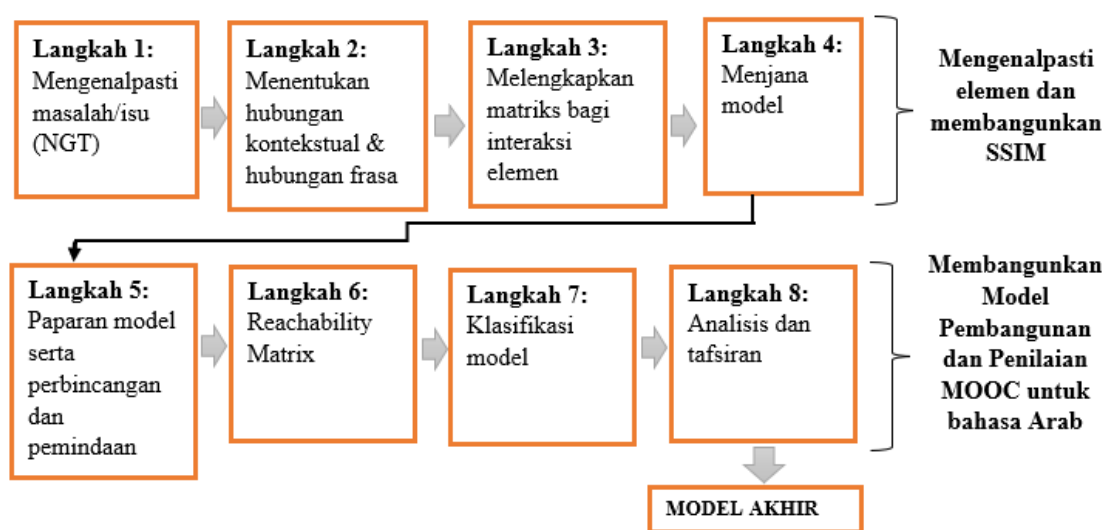 Langkah 1:
Mengenalpasti
masalah/isu
(NGT)
Langkah 2:
Menentukan
hubungan
kontekstual &
hubungan frasa
Langkah 3:
Melengkapkan
matriks bagi
interaksi
elemen
Langkah 4:
Menjana
model
Mengenalpasti
elemen dan
membangunkan
SSIM
Langkah 5:
Paparan model
serta
perbincangan
dan
pemindaan
Langkah 6:
Reachability
Matrix
Langkah 7:
Klasifikasi
model
Langkah 8:
Analisis dan
tafsiran
Membangunkan
Model
Pembangunan
dan Penilaian
MOOC untuk
bahasa Arab
MODEL AKHIR